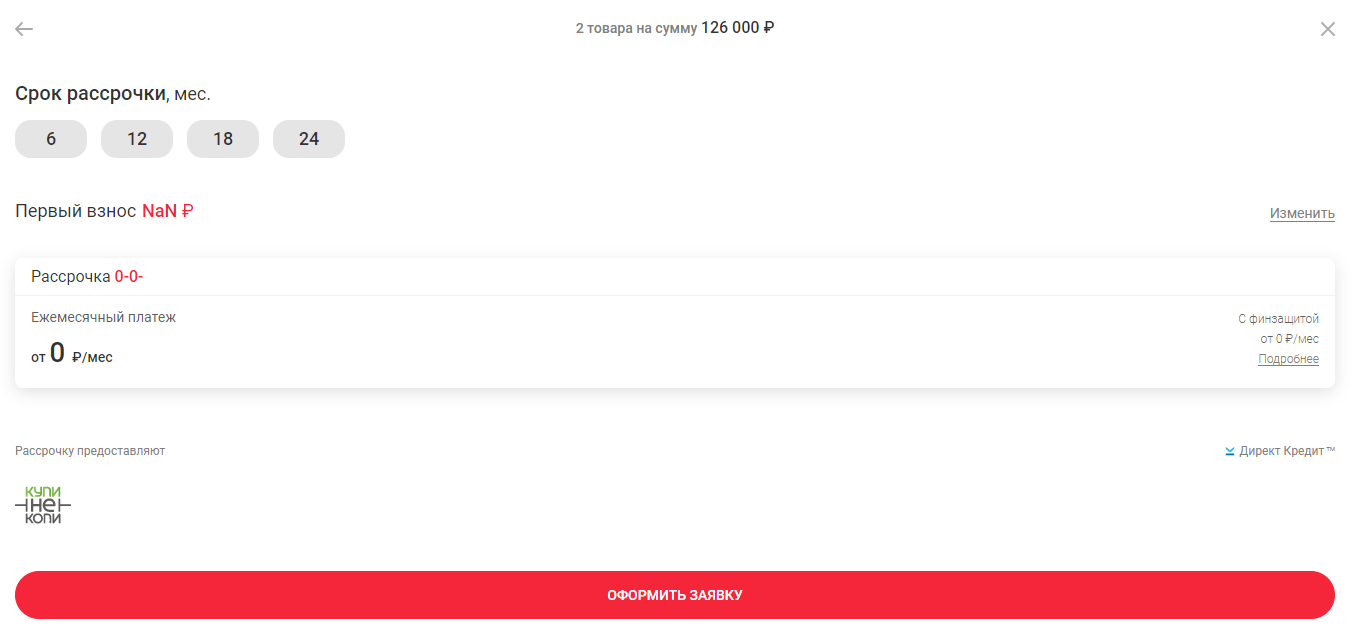 2 товара на сумму 126 000 ₽
Срок рассрочки, мес.
6 12 18 24
Первый взнос NaN ₽
Изменить
Рассрочка 0-0-
Ежемесячный платеж
от 0 ₽/мес
С финзащитой
от 0 ₽/мес
Подробнее
Рассрочку предоставляют
Директ Кредит™
КУПИ
НЕ
КОПИ
ОФОРМИТЬ ЗАЯВКУ